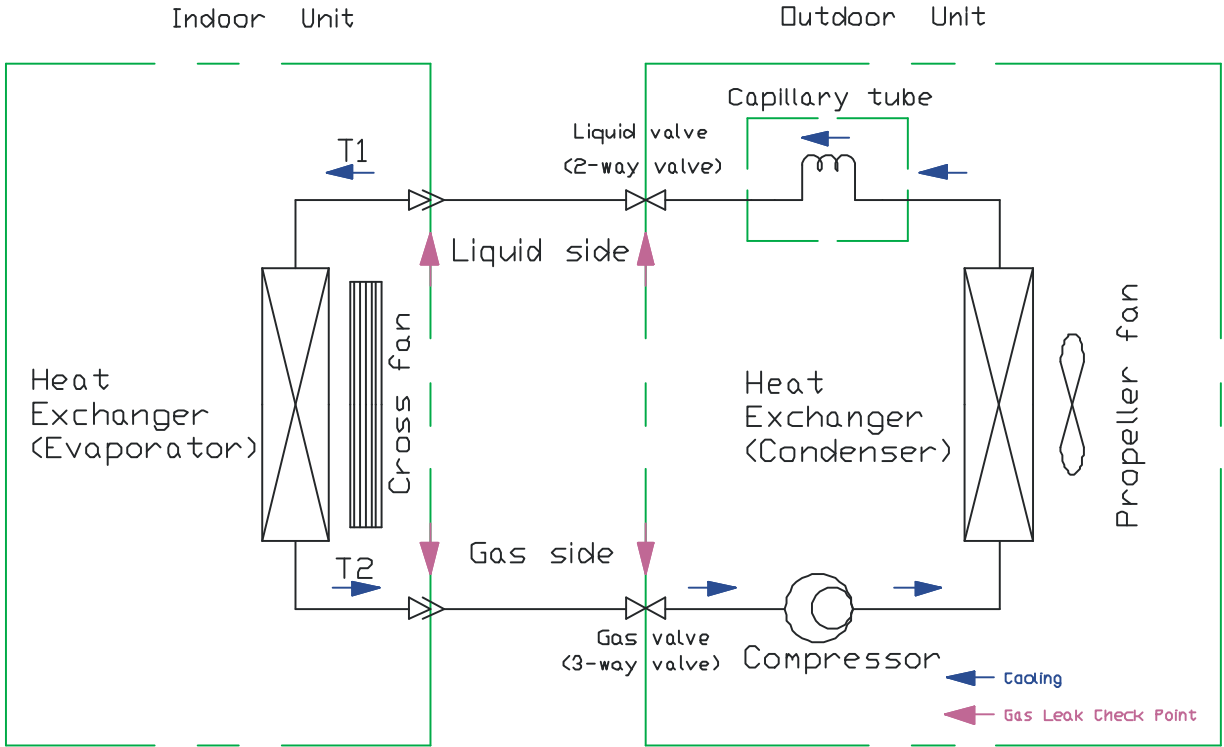 Indoor Unit
Outdoor Unit
Capillary tube
Liquid valve
(2-way valve)
T1
Liquid side
Heat
Exchanger
(Evaporator)
Cross fan
Heat
Exchanger
(Condenser)
Propeller fan
T2
Gas side
Gas valve
(3-way valve)
Compressor
Cooling
Gas Leak Check Point